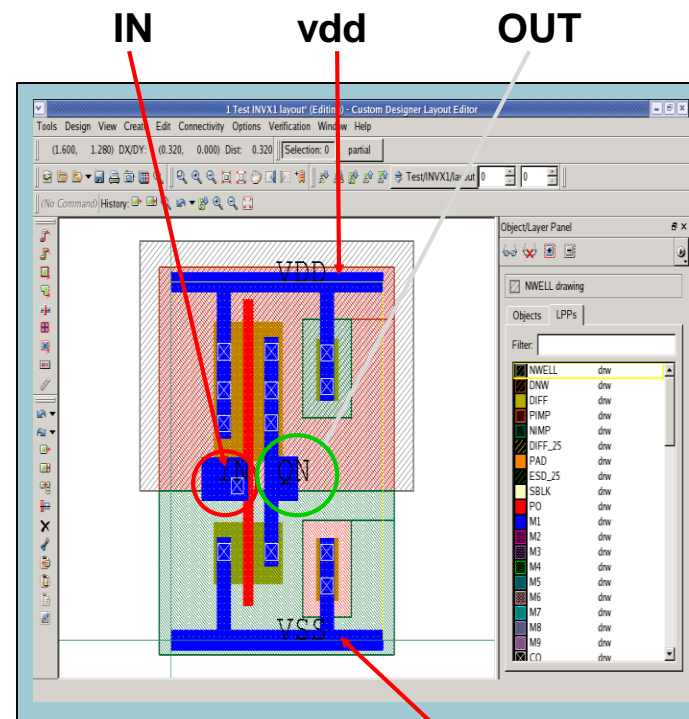 IN vdd OUT
1 Test INVX1 layout* (Editing) - Custom Designer Layout Editor
Tools Design View Create Edit Connectivity Options Verification Window Help
(1.600, 1.280) DX/DY: (0.320, 0.000) Dist: 0.320 Selection: 0 partial
Test/INVX1/layout 0 0
(No Command) History:
Object/Layer Panel
NWELL drawing
Objects LPPs
Filter:
NWELL drw
DNW drw
DIFF drw
PIMP drw
NIMP drw
DIFF_25 drw
PAD drw
ESD_25 drw
SBLK drw
PO drw
M1 drw
M2 drw
M3 drw
M4 drw
M5 drw
M6 drw
M7 drw
M8 drw
M9 drw
CO drw
VDD
IN QN
VSS